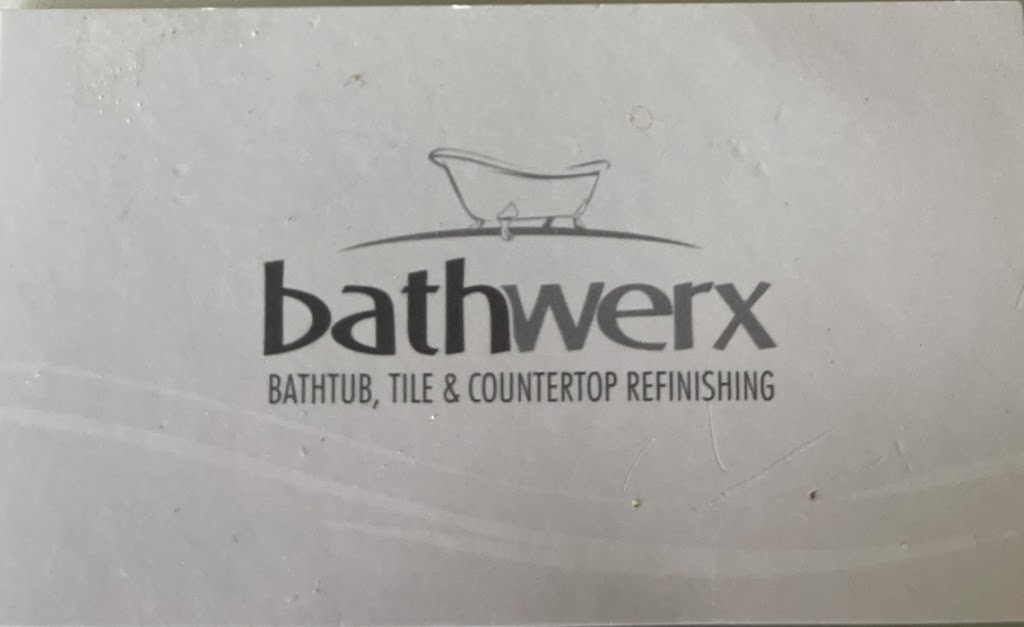 bathwerx
BATHTUB, TILE & COUNTERTOP REFINISHING